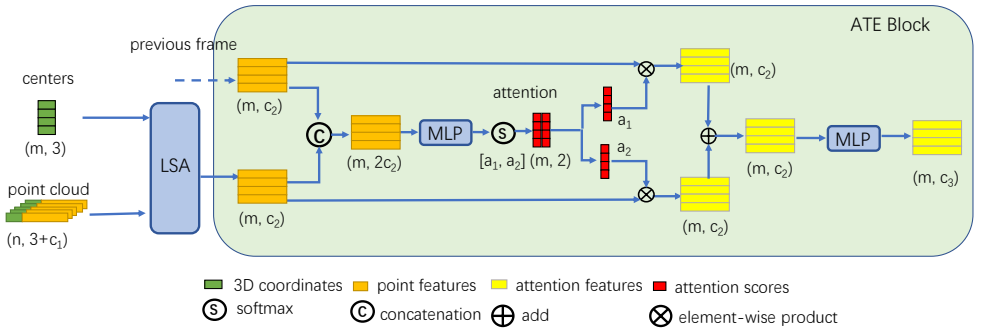 ATE Block
previous frame
centers
(m, c₂)
(m, c₂)
attention
(m, 3)
a₁
C
MLP
S
LSA
(m, 2c₂)
[a₁, a₂] (m, 2)
a₂
(m, c₂)
MLP
point cloud
(m, c₂)
(m, c₂)
(m, c₃)
(n, 3+c₁)
3D coordinates
point features
attention features
attention scores
S softmax
C concatenation
add
element-wise product